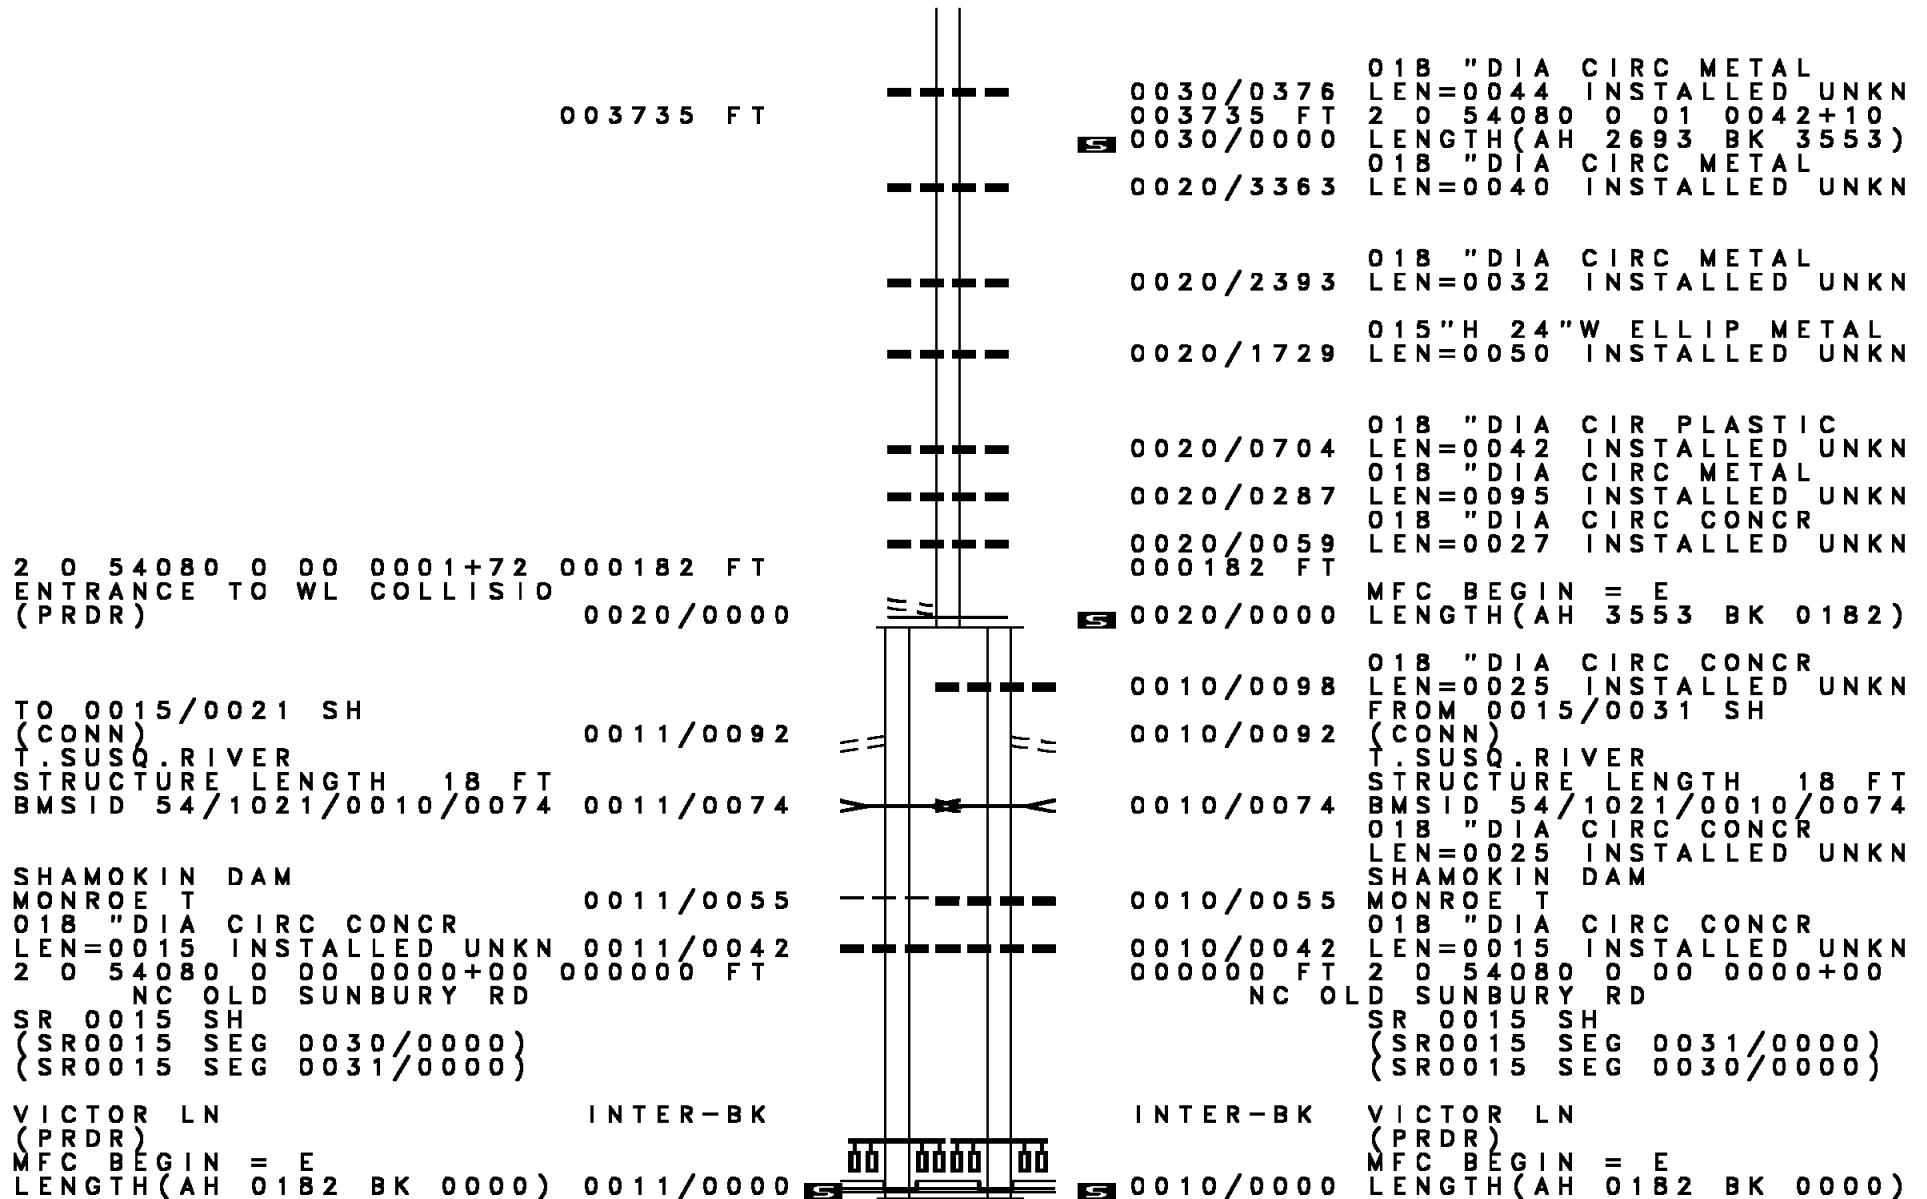 018 "DIA CIRC METAL
0030/0376 LEN=0044 INSTALLED UNKN
003735 FT 003735 FT 2 0 54080 0 01 0042+10
S 0030/0000 LENGTH(AH 2693 BK 3553)
018 "DIA CIRC METAL
0020/3363 LEN=0040 INSTALLED UNKN
018 "DIA CIRC METAL
0020/2393 LEN=0032 INSTALLED UNKN
015"H 24"W ELLIP METAL
0020/1729 LEN=0050 INSTALLED UNKN
018 "DIA CIR PLASTIC
0020/0704 LEN=0042 INSTALLED UNKN
018 "DIA CIRC METAL
0020/0287 LEN=0095 INSTALLED UNKN
018 "DIA CIRC CONCR
0020/0059 LEN=0027 INSTALLED UNKN
2 0 54080 0 00 0001+72 000182 FT 000182 FT
ENTRANCE TO WL COLLISIO MFC BEGIN = E
(PRDR) 0020/0000 S 0020/0000 LENGTH(AH 3553 BK 0182)
018 "DIA CIRC CONCR
0010/0098 LEN=0025 INSTALLED UNKN
TO 0015/0021 SH FROM 0015/0031 SH
(CONN) 0011/0092 0010/0092 (CONN)
T.SUSQ.RIVER T.SUSQ.RIVER
STRUCTURE LENGTH 18 FT STRUCTURE LENGTH 18 FT
BMSID 54/1021/0010/0074 0011/0074 0010/0074 BMSID 54/1021/0010/0074
018 "DIA CIRC CONCR
LEN=0025 INSTALLED UNKN
SHAMOKIN DAM SHAMOKIN DAM
MONROE T 0011/0055 0010/0055 MONROE T
018 "DIA CIRC CONCR 018 "DIA CIRC CONCR
LEN=0015 INSTALLED UNKN 0011/0042 0010/0042 LEN=0015 INSTALLED UNKN
2 0 54080 0 00 0000+00 000000 FT 000000 FT 2 0 54080 0 00 0000+00
NC OLD SUNBURY RD NC OLD SUNBURY RD
SR 0015 SH SR 0015 SH
(SR0015 SEG 0030/0000) (SR0015 SEG 0031/0000)
(SR0015 SEG 0031/0000) (SR0015 SEG 0030/0000)
VICTOR LN INTER-BK INTER-BK VICTOR LN
(PRDR) (PRDR)
MFC BEGIN = E MFC BEGIN = E
LENGTH(AH 0182 BK 0000) 0011/0000 S S 0010/0000 LENGTH(AH 0182 BK 0000)